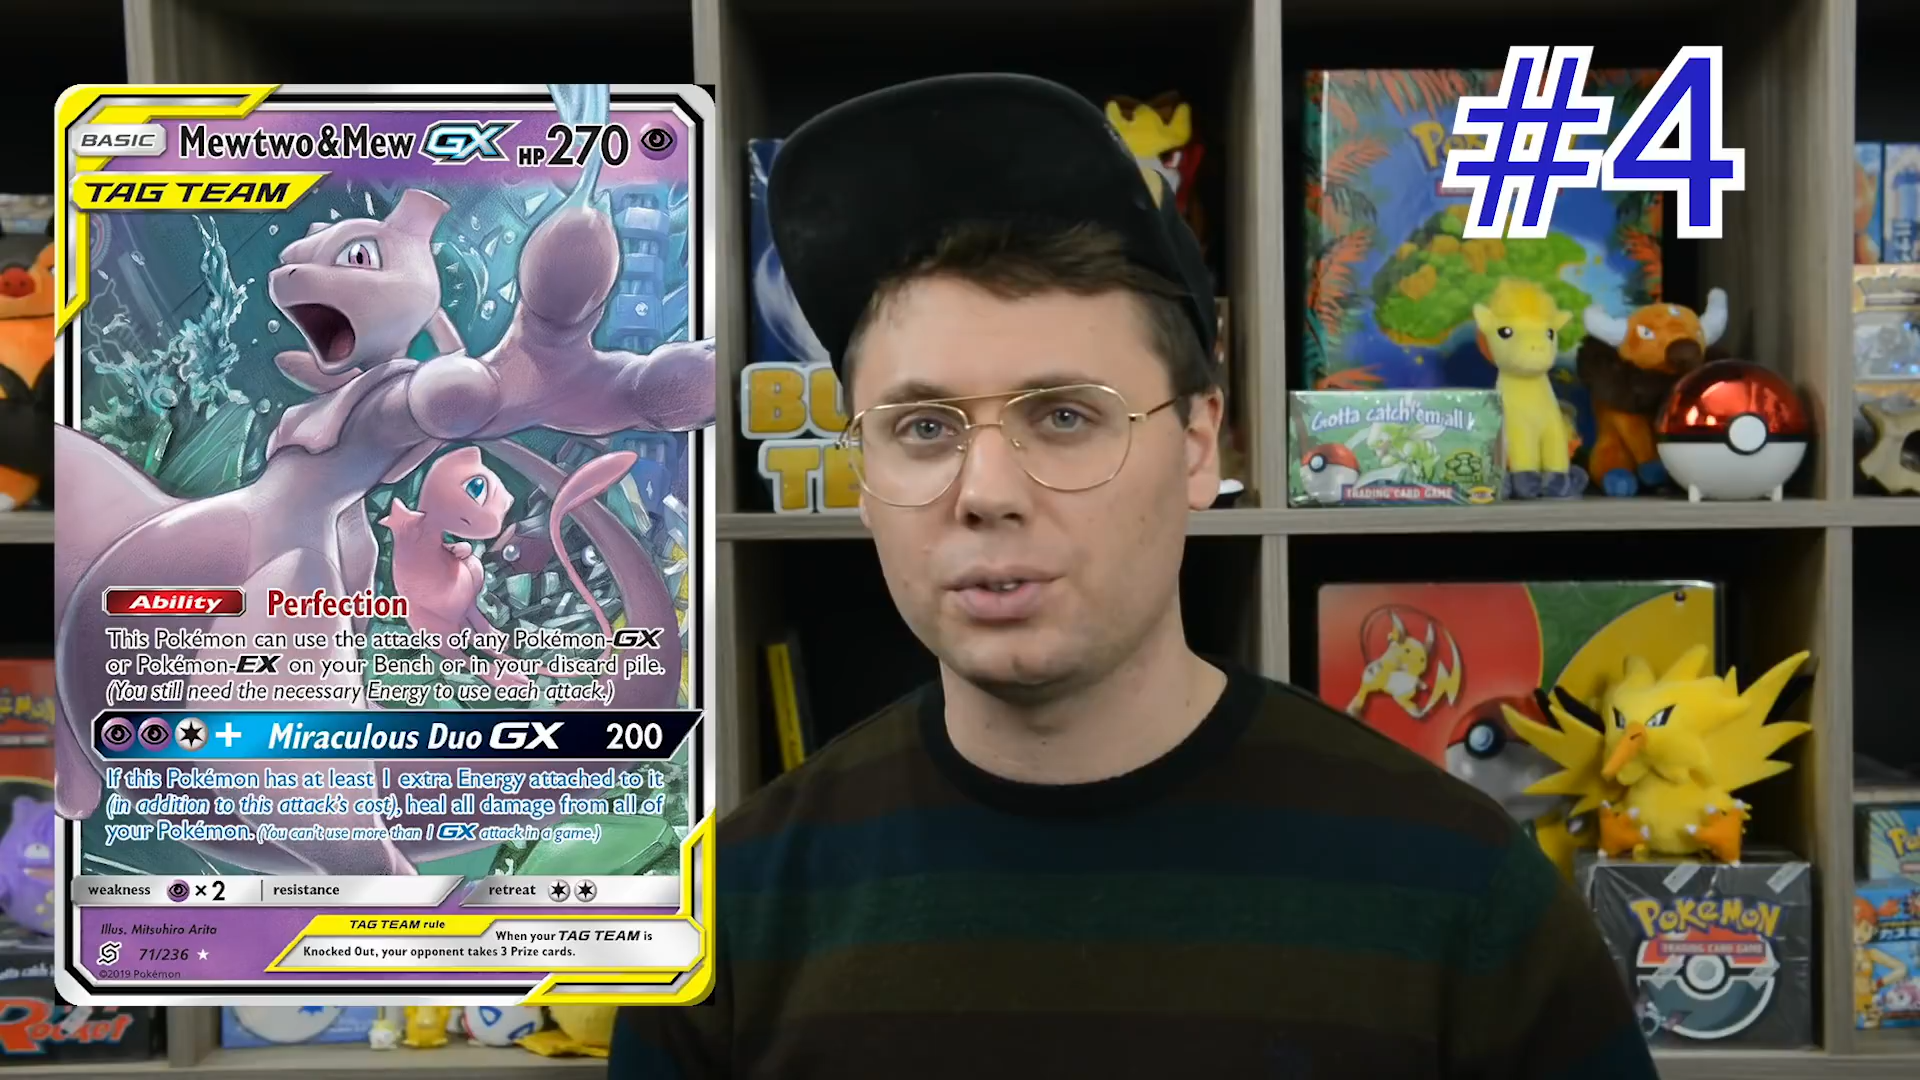 #4
BASIC Mewtwo&Mew GX HP270
TAG TEAM
Ability Perfection
This Pokémon can use the attacks of any Pokémon-GX
or Pokémon-EX on your Bench or in your discard pile.
(You still need the necessary Energy to use each attack.)
+ Miraculous Duo GX 200
If this Pokémon has at least 1 extra Energy attached to it
(in addition to this attack's cost), heal all damage from all of
your Pokémon. (You can't use more than 1 GX attack in a game.)
weakness ×2 resistance retreat
Illus. Mitsuhiro Arita
71/236
©2019 Pokémon
TAG TEAM rule
When your TAG TEAM is
Knocked Out, your opponent takes 3 Prize cards.
Gotta catch 'em all!
TRADING CARD GAME
POKéMON
TRADING CARD GAME